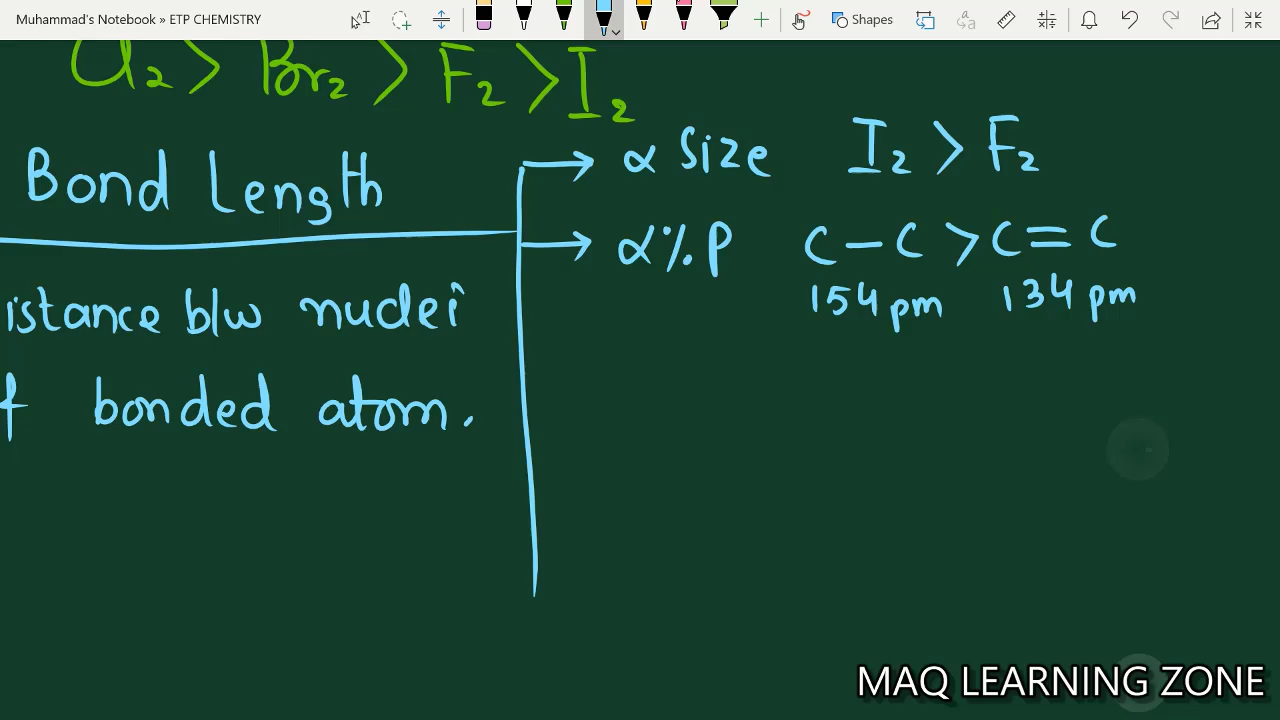 Muhammad's Notebook » ETP CHEMISTRY
Shapes
Cl2 > Br2 > F2 > I2
Bond Length
istance b/w nuclei
f bonded atom.
α Size I2 > F2
α %P C – C > C = C
154 pm 134 pm
MAQ LEARNING ZONE